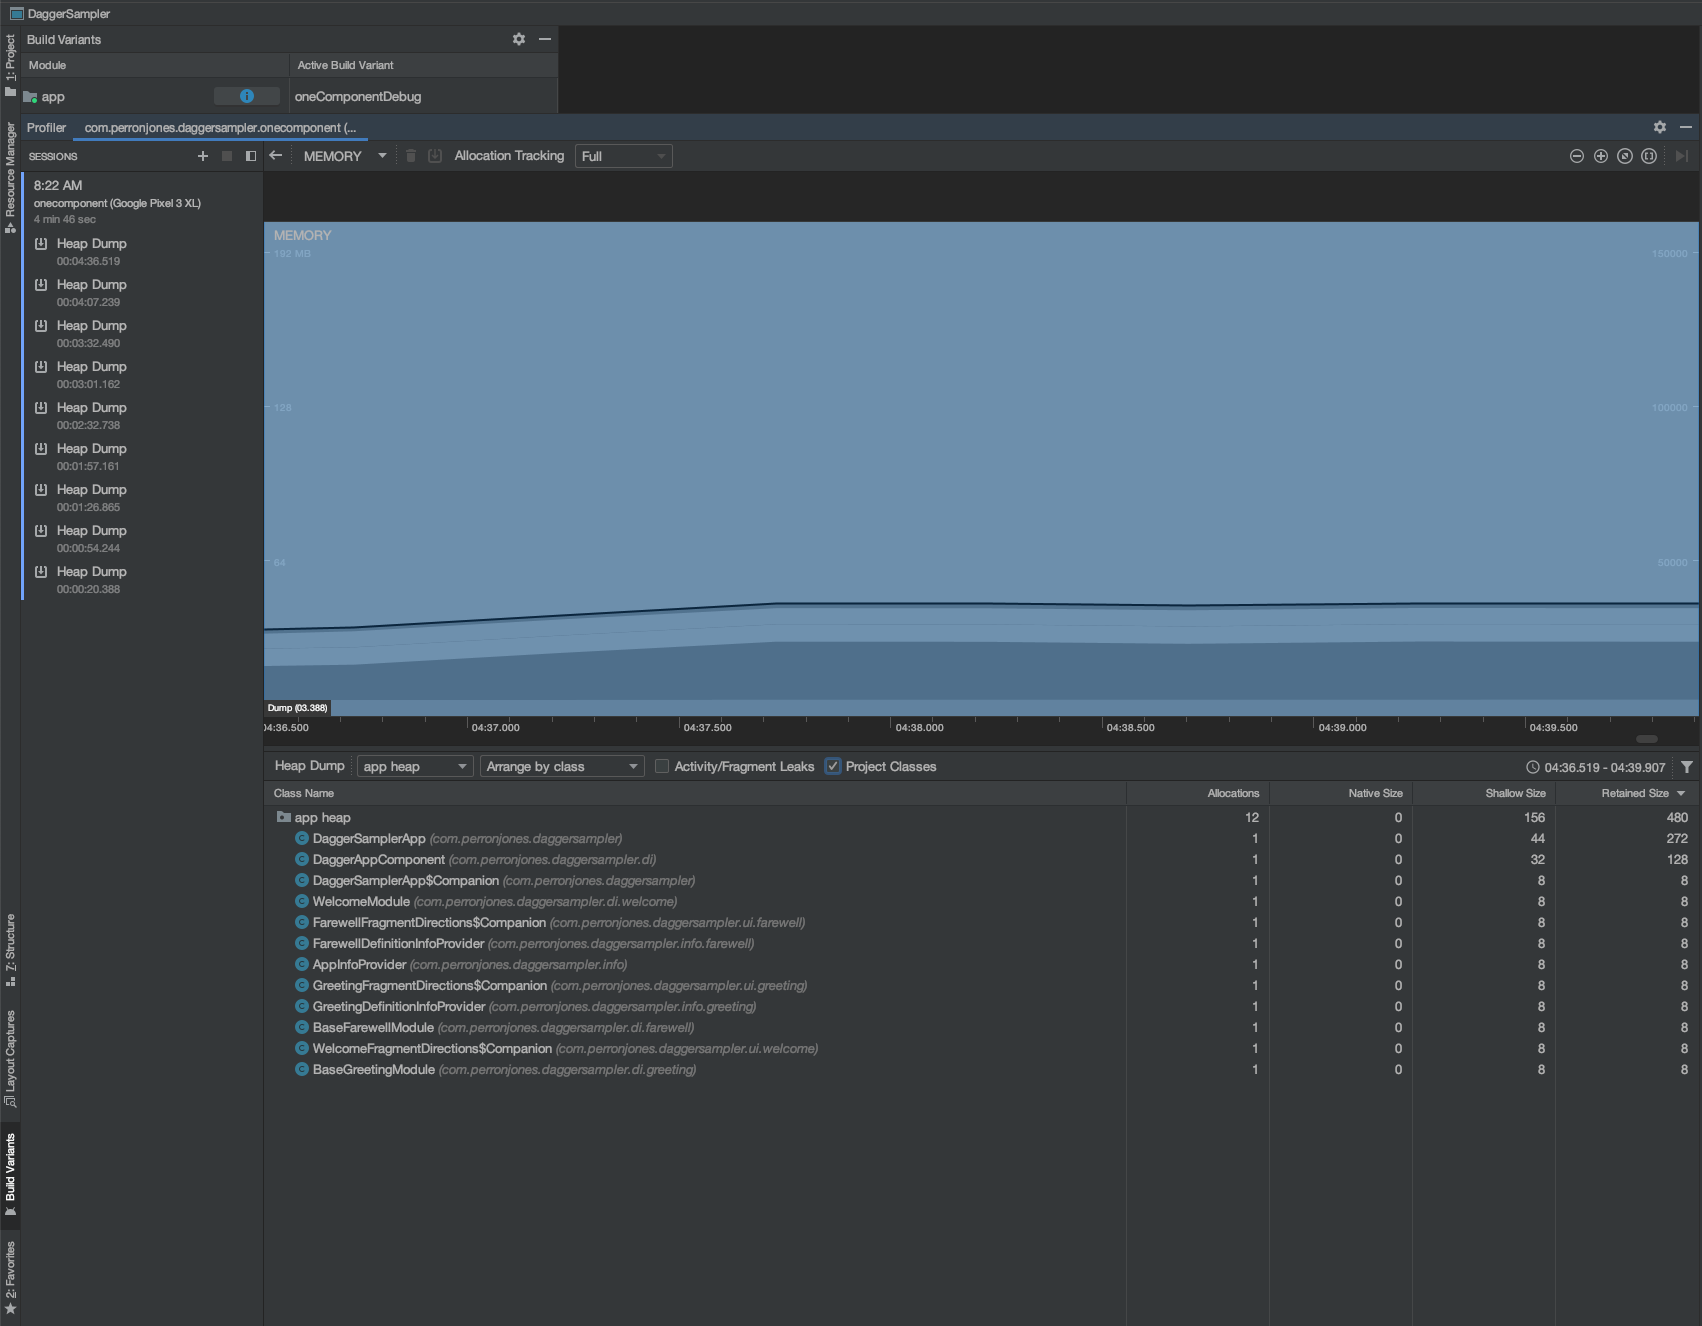 DaggerSampler
Build Variants
Module
Active Build Variant
app
oneComponentDebug
Profiler
com.perronjones.daggersampler.onecomponent (...
SESSIONS
MEMORY
Allocation Tracking
Full
8:22 AM
onecomponent (Google Pixel 3 XL)
4 min 46 sec
Heap Dump
00:04:36.519
Heap Dump
00:04:07.239
Heap Dump
00:03:32.490
Heap Dump
00:03:01.162
Heap Dump
00:02:32.738
Heap Dump
00:01:57.161
Heap Dump
00:01:26.865
Heap Dump
00:00:54.244
Heap Dump
00:00:20.388
MEMORY
192 MB
150000
128
100000
64
50000
Dump (03.388)
04:36.500 04:37.000 04:37.500 04:38.000 04:38.500 04:39.000 04:39.500
Heap Dump
app heap
Arrange by class
Activity/Fragment Leaks
Project Classes
04:36.519 - 04:39.907
Class Name Allocations Native Size Shallow Size Retained Size
app heap 12 0 156 480
DaggerSamplerApp (com.perronjones.daggersampler) 1 0 44 272
DaggerAppComponent (com.perronjones.daggersampler.di) 1 0 32 128
DaggerSamplerApp$Companion (com.perronjones.daggersampler) 1 0 8 8
WelcomeModule (com.perronjones.daggersampler.di.welcome) 1 0 8 8
FarewellFragmentDirections$Companion (com.perronjones.daggersampler.ui.farewell) 1 0 8 8
FarewellDefinitionInfoProvider (com.perronjones.daggersampler.info.farewell) 1 0 8 8
AppInfoProvider (com.perronjones.daggersampler.info) 1 0 8 8
GreetingFragmentDirections$Companion (com.perronjones.daggersampler.ui.greeting) 1 0 8 8
GreetingDefinitionInfoProvider (com.perronjones.daggersampler.info.greeting) 1 0 8 8
BaseFarewellModule (com.perronjones.daggersampler.di.farewell) 1 0 8 8
WelcomeFragmentDirections$Companion (com.perronjones.daggersampler.ui.welcome) 1 0 8 8
BaseGreetingModule (com.perronjones.daggersampler.di.greeting) 1 0 8 8
1: Project
Resource Manager
7: Structure
Layout Captures
Build Variants
2: Favorites